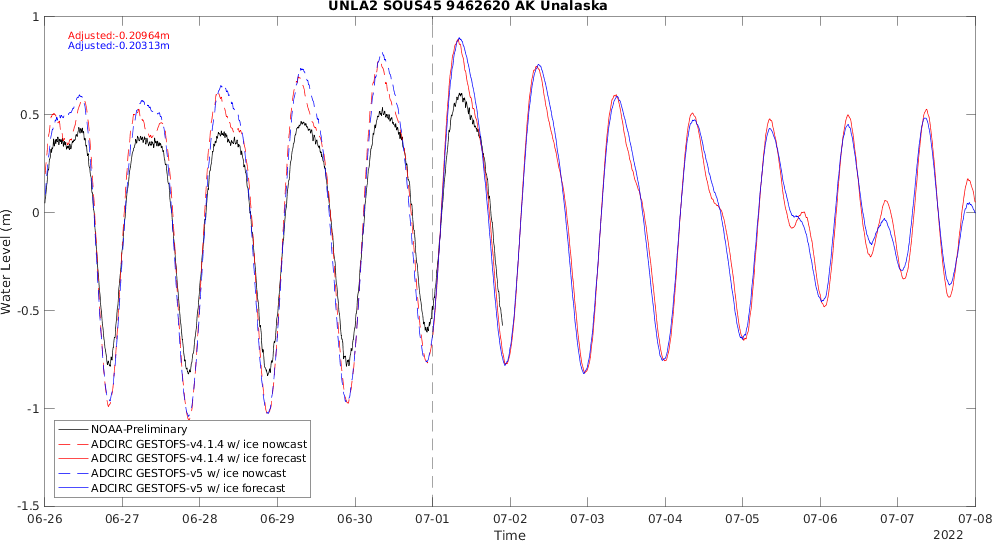 UNLA2 SOUS45 9462620 AK Unalaska
Adjusted:-0.20964m
Adjusted:-0.20313m
1
0.5
0
-0.5
-1
-1.5
Water Level (m)
NOAA-Preliminary
ADCIRC GESTOFS-v4.1.4 w/ ice nowcast
ADCIRC GESTOFS-v4.1.4 w/ ice forecast
ADCIRC GESTOFS-v5 w/ ice nowcast
ADCIRC GESTOFS-v5 w/ ice forecast
06-26 06-27 06-28 06-29 06-30 07-01 07-02 07-03 07-04 07-05 07-06 07-07 07-08
Time
2022